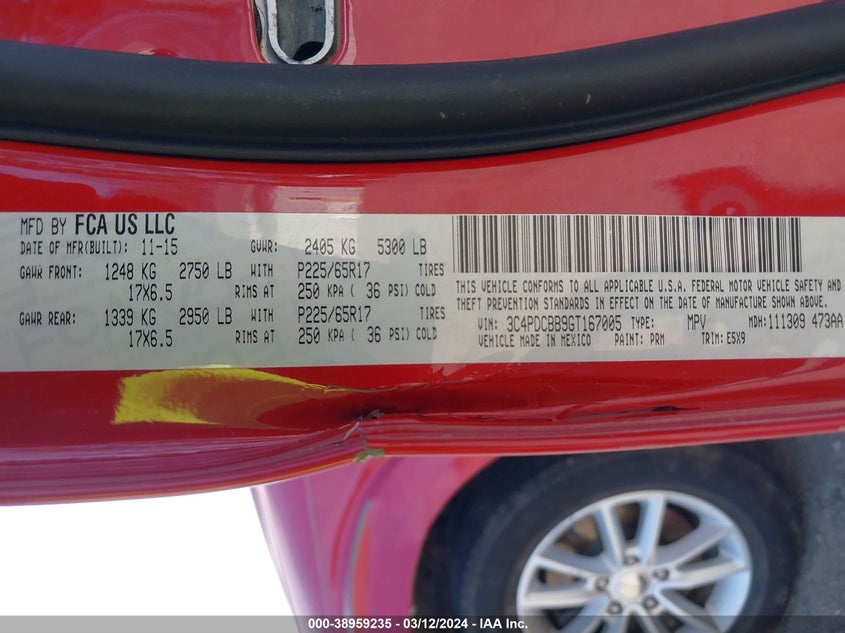 MFD BY FCA US LLC
DATE OF MFR(BUILT): 11-15 GVWR: 2405 KG 5300 LB
GAWR FRONT: 1248 KG 2750 LB WITH P225/65R17 TIRES
17X6.5 RIMS AT 250 KPA ( 36 PSI) COLD
GAWR REAR: 1339 KG 2950 LB WITH P225/65R17 TIRES
17X6.5 RIMS AT 250 KPA ( 36 PSI) COLD
THIS VEHICLE CONFORMS TO ALL APPLICABLE U.S.A. FEDERAL MOTOR VEHICLE SAFETY AND
THEFT PREVENTION STANDARDS IN EFFECT ON THE DATE OF MANUFACTURE SHOWN ABOVE.
VIN: 3C4PDCBB9GT167005 TYPE: MPV MDH:111309 473AA
VEHICLE MADE IN MEXICO PAINT: PRM TRIM: E5X9
000-38959235 - 03/12/2024 - IAA Inc.